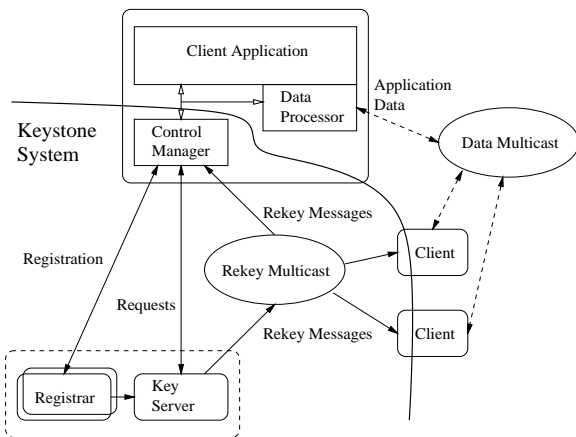 Client Application
Application
Data
Data
Processor
Keystone
System
Control
Manager
Data Multicast
Rekey Messages
Registration
Client
Rekey Multicast
Requests
Rekey Messages
Client
Registrar
Key
Server